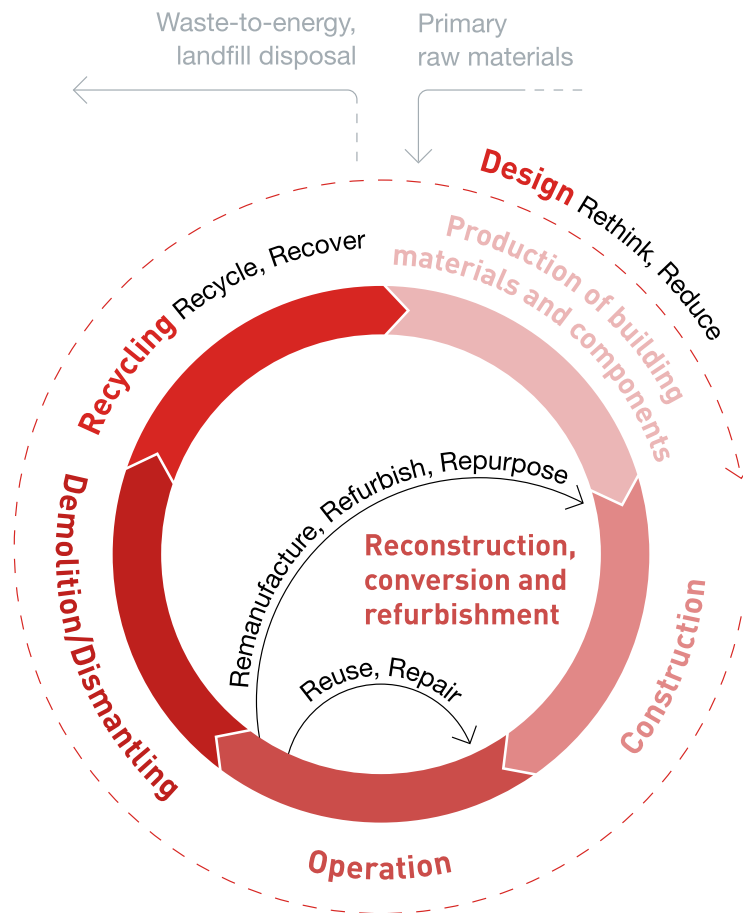 Waste-to-energy,
landfill disposal
Primary
raw materials
Design Rethink, Reduce
Production of building
materials and components
Recycling Recycle, Recover
Remanufacture, Refurbish, Repurpose
Reconstruction,
conversion and
refurbishment
Reuse, Repair
Construction
Demolition/Dismantling
Operation